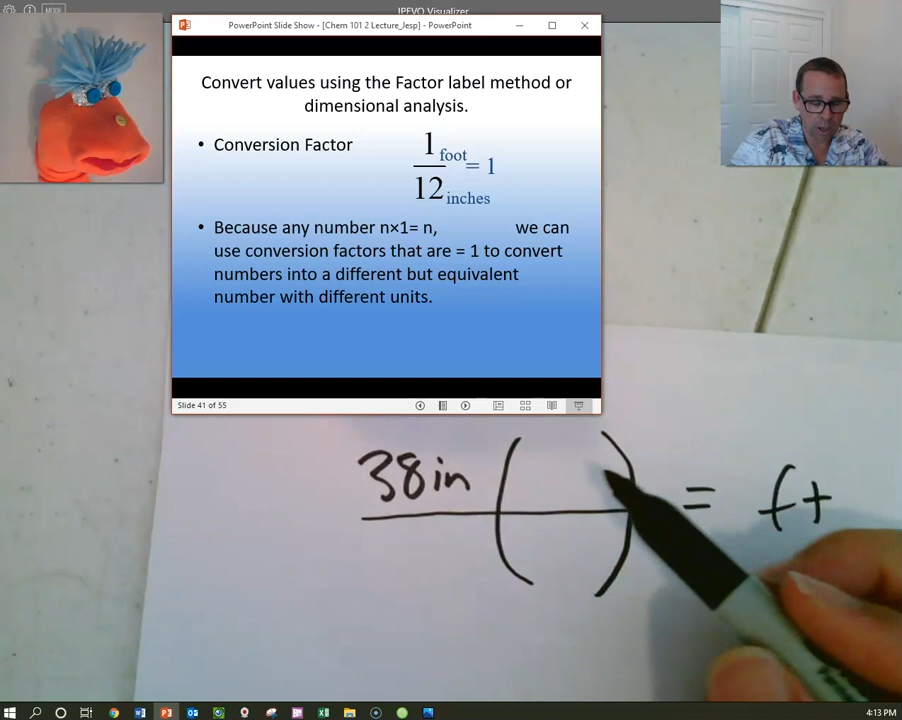 IPEVO Visualizer
MODE
PowerPoint Slide Show - [Chem 101 2 Lecture_Jesp] - PowerPoint
Convert values using the Factor label method or
dimensional analysis.
• Conversion Factor
1 foot
= 1
12 inches
• Because any number n×1= n, we can
use conversion factors that are = 1 to convert
numbers into a different but equivalent
number with different units.
Slide 41 of 55
38in ( ) = ft
4:13 PM